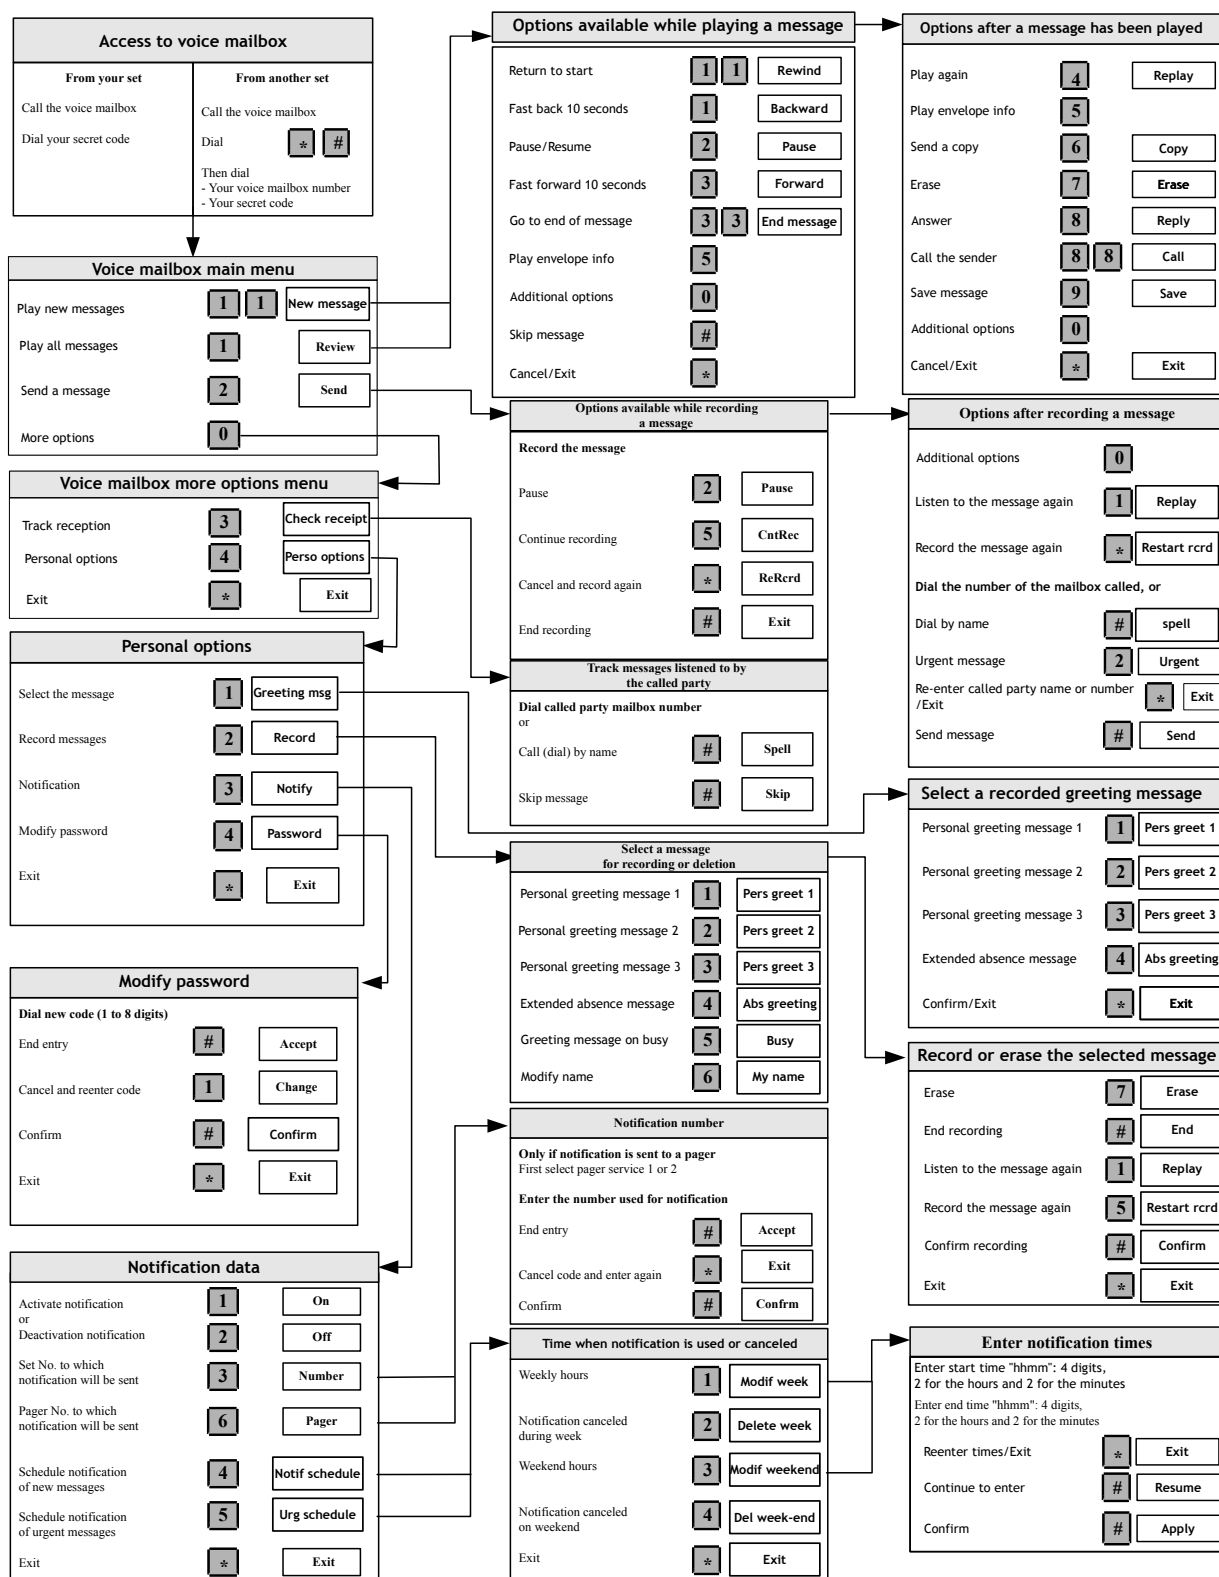 Access to voice mailbox
From your set
Call the voice mailbox
Dial your secret code
From another set
Call the voice mailbox
Dial * #
Then dial
- Your voice mailbox number
- Your secret code
Voice mailbox main menu
Play new messages 1 1 New message
Play all messages 1 Review
Send a message 2 Send
More options 0
Voice mailbox more options menu
Track reception 3 Check receipt
Personal options 4 Perso options
Exit * Exit
Personal options
Select the message 1 Greeting msg
Record messages 2 Record
Notification 3 Notify
Modify password 4 Password
Exit * Exit
Modify password
Dial new code (1 to 8 digits)
End entry # Accept
Cancel and reenter code 1 Change
Confirm # Confirm
Exit * Exit
Notification data
Activate notification 1 On
or
Deactivation notification 2 Off
Set No. to which
notification will be sent 3 Number
Pager No. to which
notification will be sent 6 Pager
Schedule notification
of new messages 4 Notif schedule
Schedule notification
of urgent messages 5 Urg schedule
Exit * Exit
Options available while playing a message
Return to start 1 1 Rewind
Fast back 10 seconds 1 Backward
Pause/Resume 2 Pause
Fast forward 10 seconds 3 Forward
Go to end of message 3 3 End message
Play envelope info 5
Additional options 0
Skip message #
Cancel/Exit *
Options available while recording
a message
Record the message
Pause 2 Pause
Continue recording 5 CntRec
Cancel and record again * ReRcrd
End recording # Exit
Track messages listened to by
the called party
Dial called party mailbox number
or
Call (dial) by name # Spell
Skip message # Skip
Select a message
for recording or deletion
Personal greeting message 1 1 Pers greet 1
Personal greeting message 2 2 Pers greet 2
Personal greeting message 3 3 Pers greet 3
Extended absence message 4 Abs greeting
Greeting message on busy 5 Busy
Modify name 6 My name
Notification number
Only if notification is sent to a pager
First select pager service 1 or 2
Enter the number used for notification
End entry # Accept
Cancel code and enter again * Exit
Confirm # Confrm
Time when notification is used or canceled
Weekly hours 1 Modif week
Notification canceled
during week 2 Delete week
Weekend hours 3 Modif weekend
Notification canceled
on weekend 4 Del week-end
Exit * Exit
Options after a message has been played
Play again 4 Replay
Play envelope info 5
Send a copy 6 Copy
Erase 7 Erase
Answer 8 Reply
Call the sender 8 8 Call
Save message 9 Save
Additional options 0
Cancel/Exit * Exit
Options after recording a message
Additional options 0
Listen to the message again 1 Replay
Record the message again * Restart rcrd
Dial the number of the mailbox called, or
Dial by name # spell
Urgent message 2 Urgent
Re-enter called party name or number
/Exit * Exit
Send message # Send
Select a recorded greeting message
Personal greeting message 1 1 Pers greet 1
Personal greeting message 2 2 Pers greet 2
Personal greeting message 3 3 Pers greet 3
Extended absence message 4 Abs greeting
Confirm/Exit * Exit
Record or erase the selected message
Erase 7 Erase
End recording # End
Listen to the message again 1 Replay
Record the message again 5 Restart rcrd
Confirm recording # Confirm
Exit * Exit
Enter notification times
Enter start time "hhmm": 4 digits,
2 for the hours and 2 for the minutes
Enter end time "hhmm": 4 digits,
2 for the hours and 2 for the minutes
Reenter times/Exit * Exit
Continue to enter # Resume
Confirm # Apply